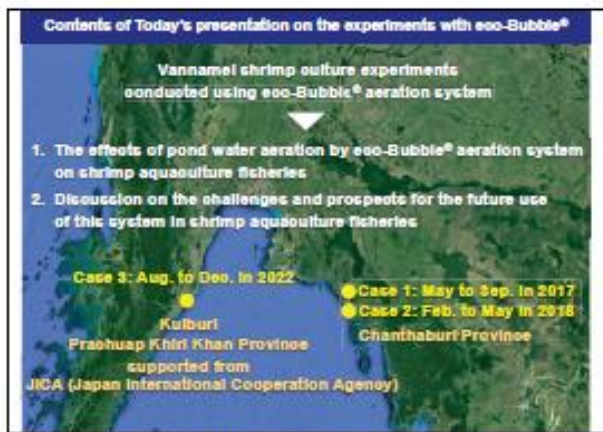 Contents of Today's presentation on the experiments with eco-Bubble®
Vannamei shrimp culture experiments
conducted using eco-Bubble® aeration system
1. The effects of pond water aeration by eco-Bubble® aeration system
on shrimp aquaculture fisheries
2. Discussion on the challenges and prospects for the future use
of this system in shrimp aquaculture fisheries
Case 3: Aug. to Dec. in 2022
Case 1: May to Sep. in 2017
Case 2: Feb. to May in 2018
Kuiburi
Chanthaburi Province
Prachuap Khiri Khan Province
supported from
JICA (Japan International Cooperation Agency)